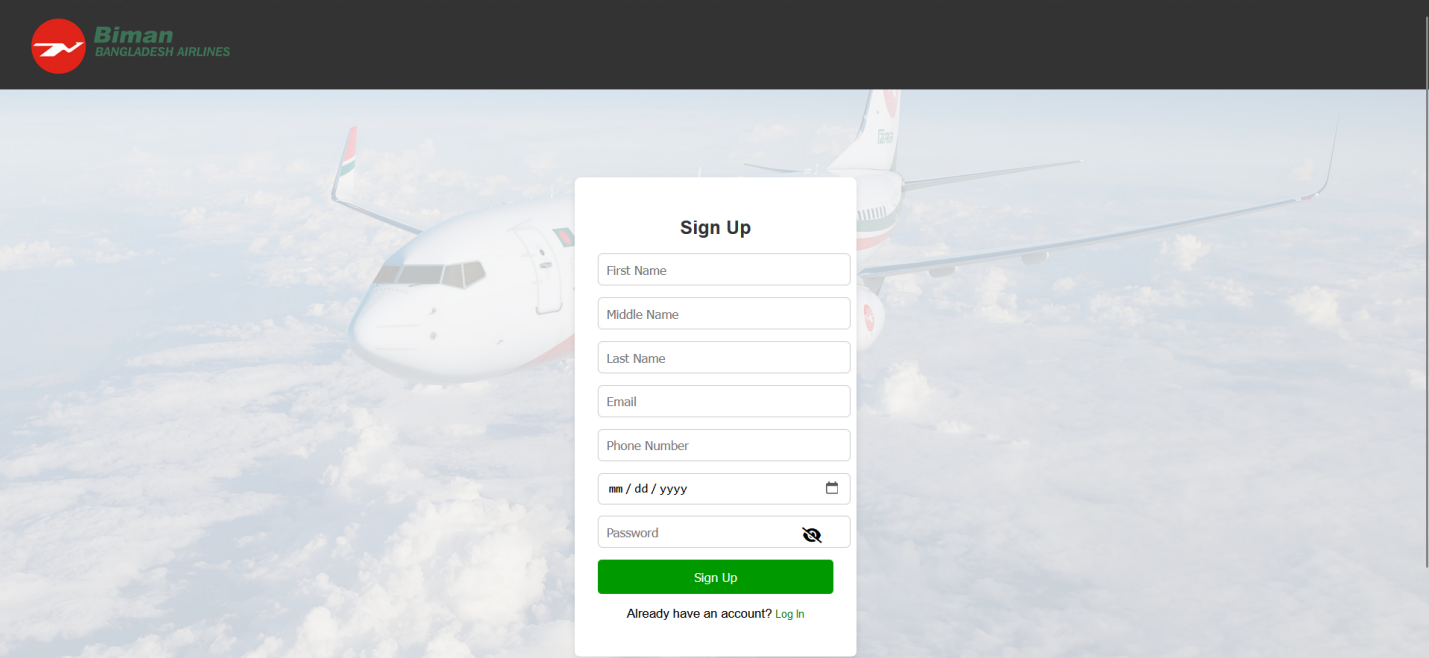 Biman
BANGLADESH AIRLINES
Sign Up
First Name
Middle Name
Last Name
Email
Phone Number
mm/dd/yyyy
Password
Sign Up
Already have an account? Log In